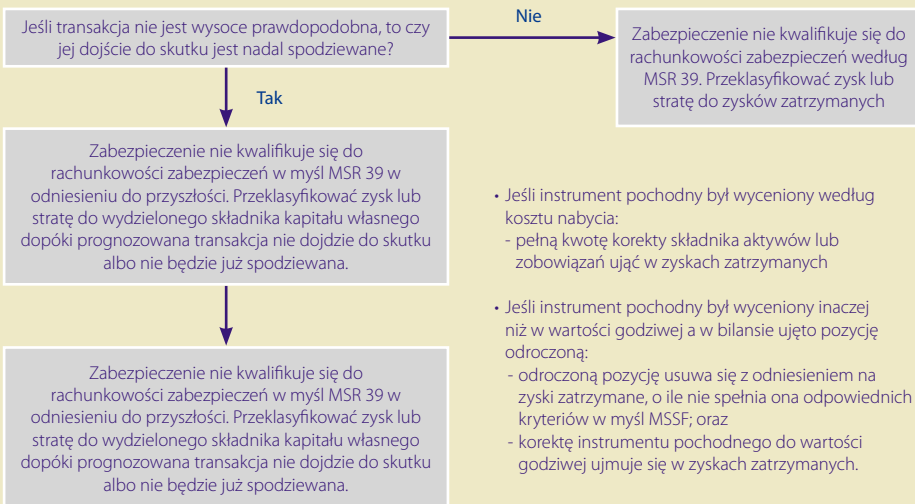 Jeśli transakcja nie jest wysoce prawdopodobna, to czy
jej dojście do skutku jest nadal spodziewane?
Nie
Zabezpieczenie nie kwalifikuje się do
rachunkowości zabezpieczeń według
MSR 39. Przeklasyfikować zysk lub
stratę do zysków zatrzymanych
Tak
Zabezpieczenie nie kwalifikuje się do
rachunkowości zabezpieczeń w myśl MSR 39 w
odniesieniu do przyszłości. Przeklasyfikować zysk lub
stratę do wydzielonego składnika kapitału własnego
dopóki prognozowana transakcja nie dojdzie do skutku
albo nie będzie już spodziewana.
• Jeśli instrument pochodny był wyceniony według
kosztu nabycia:
- pełną kwotę korekty składnika aktywów lub
zobowiązań ująć w zyskach zatrzymanych
• Jeśli instrument pochodny był wyceniony inaczej
niż w wartości godziwej a w bilansie ujęto pozycję
odroczoną:
- odroczoną pozycję usuwa się z odniesieniem na
zyski zatrzymane, o ile nie spełnia ona odpowiednich
kryteriów w myśl MSSF; oraz
- korektę instrumentu pochodnego do wartości
godziwej ujmuje się w zyskach zatrzymanych.
Zabezpieczenie nie kwalifikuje się do
rachunkowości zabezpieczeń w myśl MSR 39 w
odniesieniu do przyszłości. Przeklasyfikować zysk lub
stratę do wydzielonego składnika kapitału własnego
dopóki prognozowana transakcja nie dojdzie do skutku
albo nie będzie już spodziewana.